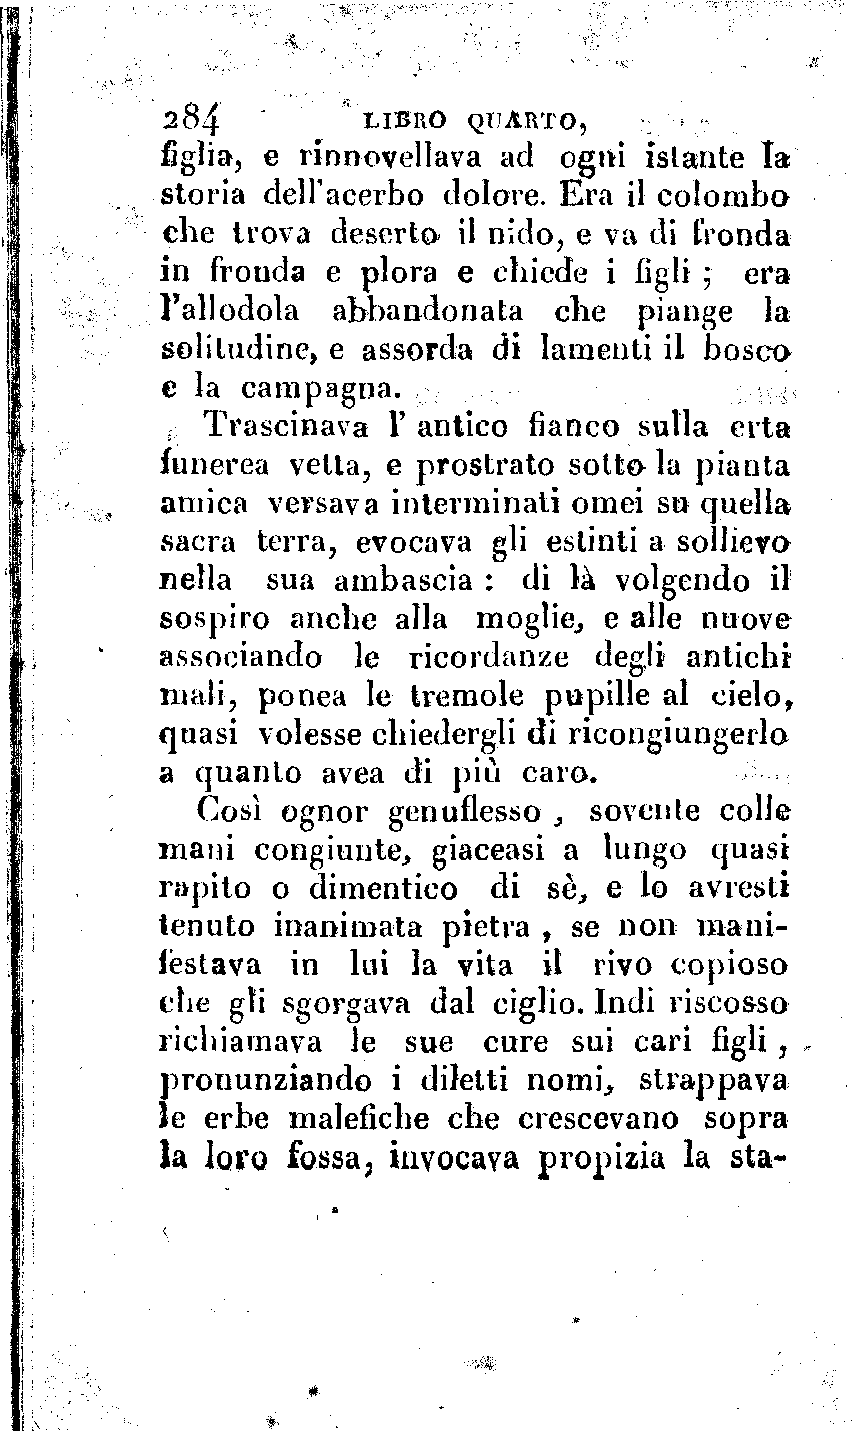 284 LIBRO QUARTO,
figlia, e rinnovellava ad ogni istante la
storia dell'acerbo dolore. Era il colombo
che trova deserto il nido, e va di fronda
in fronda e plora e chiede i figli ; era
l'allodola abbandonata che piange la
solitudine, e assorda di lamenti il bosco
e la campagna.
Trascinava l' antico fianco sulla erta
funerea vetta, e prostrato sotto la pianta
amica versava interminati omei su quella
sacra terra, evocava gli estinti a sollievo
nella sua ambascia : di là volgendo il
sospiro anche alla moglie, e alle nuove
associando le ricordanze degli antichi
mali, ponea le tremole pupille al cielo,
quasi volesse chiedergli di ricongiungerlo
a quanto avea di più caro.
Così ognor genuflesso , sovente colle
mani congiunte, giaceasi a lungo quasi
rapito o dimentico di sè, e lo avresti
tenuto inanimata pietra , se non mani-
festava in lui la vita il rivo copioso
che gli sgorgava dal ciglio. Indi riscosso
richiamava le sue cure sui cari figli ,
pronunziando i diletti nomi, strappava
le erbe malefiche che crescevano sopra
la loro fossa, invocava propizia la sta-